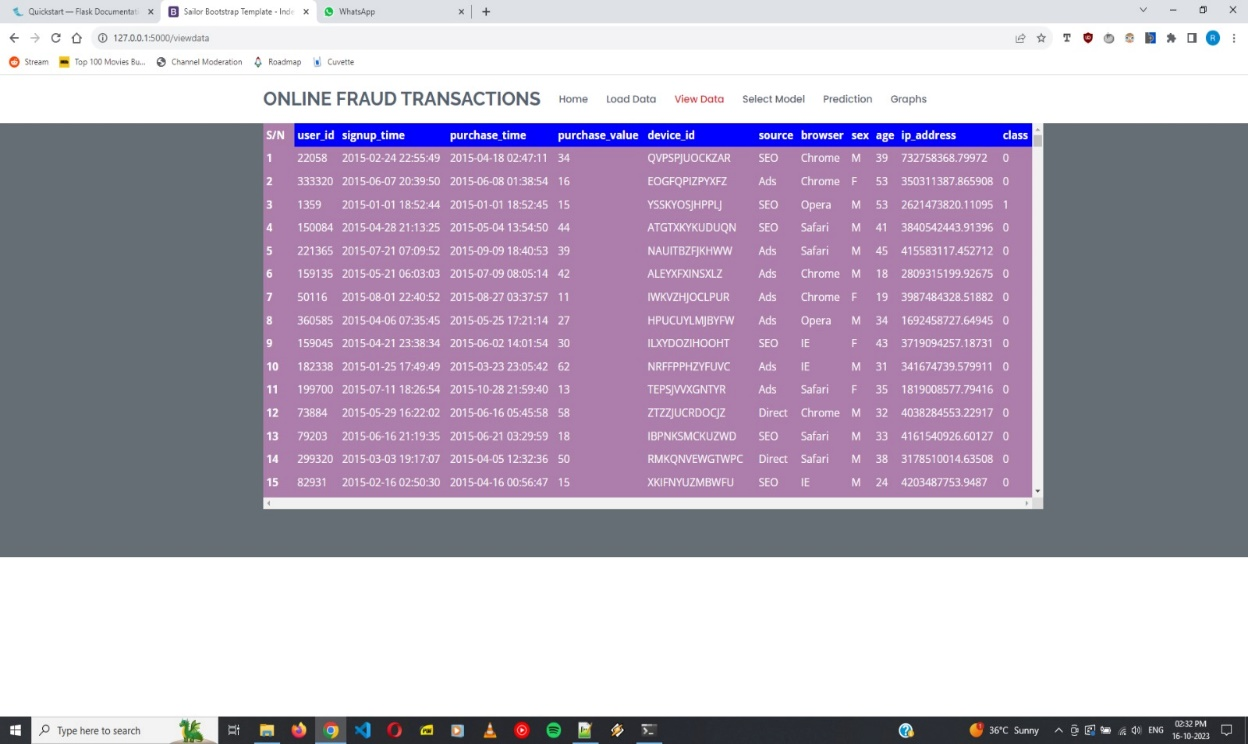 Quickstart — Flask Documentati
Sailor Bootstrap Template - Inde
WhatsApp
127.0.0.1:5000/viewdata
R
Stream Top 100 Movies Bu... Channel Moderation Roadmap Cuvette
ONLINE FRAUD TRANSACTIONS Home Load Data View Data Select Model Prediction Graphs
S/N user_id signup_time purchase_time purchase_value device_id source browser sex age ip_address class
1 22058 2015-02-24 22:55:49 2015-04-18 02:47:11 34 QVPSPJUOCKZAR SEO Chrome M 39 732758368.79972 0
2 333320 2015-06-07 20:39:50 2015-06-08 01:38:54 16 EOGFQPIZPYXFZ Ads Chrome F 53 350311387.865908 0
3 1359 2015-01-01 18:52:44 2015-01-01 18:52:45 15 YSSKYOSJHPPLJ SEO Opera M 53 2621473820.11095 1
4 150084 2015-04-28 21:13:25 2015-05-04 13:54:50 44 ATGTXKYKUDUQN SEO Safari M 41 3840542443.91396 0
5 221365 2015-07-21 07:09:52 2015-09-09 18:40:53 39 NAUITBZFJKHWW Ads Safari M 45 415583117.452712 0
6 159135 2015-05-21 06:03:03 2015-07-09 08:05:14 42 ALEYXFXINSXLZ Ads Chrome M 18 2809315199.92675 0
7 50116 2015-08-01 22:40:52 2015-08-27 03:37:57 11 IWKVZHJOCLPUR Ads Chrome F 19 3987484328.51882 0
8 360585 2015-04-06 07:35:45 2015-05-25 17:21:14 27 HPUCUYLMJBYFW Ads Opera M 34 1692458727.64945 0
9 159045 2015-04-21 23:38:34 2015-06-02 14:01:54 30 ILXYDOZIHOOHT SEO IE F 43 3719094257.18731 0
10 182338 2015-01-25 17:49:49 2015-03-23 23:05:42 62 NRFFPPHZYFUVC Ads IE M 31 341674739.579911 0
11 199700 2015-07-11 18:26:54 2015-10-28 21:59:40 13 TEPSJVVXGNTYR Ads Safari F 35 1819008577.79416 0
12 73884 2015-05-29 16:22:02 2015-06-16 05:45:58 58 ZTZZJUCRDOCJZ Direct Chrome M 32 4038284553.22917 0
13 79203 2015-06-16 21:19:35 2015-06-21 03:29:59 18 IBPNKSMCKUZWD SEO Safari M 33 4161540926.60127 0
14 299320 2015-03-03 19:17:07 2015-04-05 12:32:36 50 RMKQNVEWGTWPC Direct Safari M 38 3178510014.63508 0
15 82931 2015-02-16 02:50:30 2015-04-16 00:56:47 15 XKIFNYUZMBWFU SEO IE M 24 4203487753.9487 0
Type here to search
36°C Sunny
ENG
02:32 PM
16-10-2023